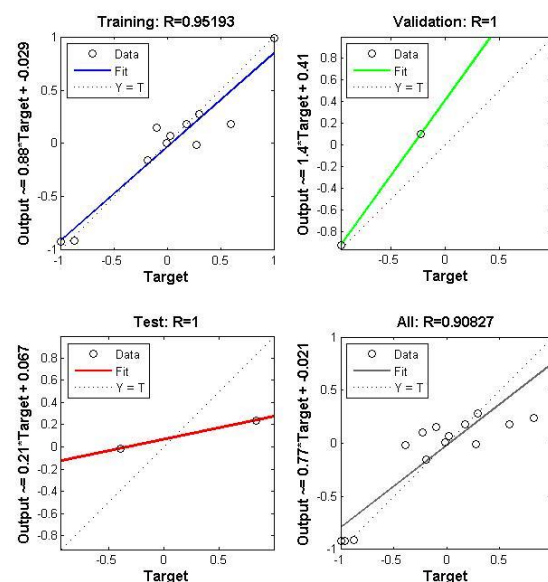 Training: R=0.95193
Data
Fit
Y = T
Output ~= 0.88*Target + -0.029
1
0.5
0
-0.5
-1
-1
-0.5
0
0.5
1
Target
Validation: R=1
Data
Fit
Y = T
Output ~= 1.4*Target + 0.41
0.8
0.6
0.4
0.2
0
-0.2
-0.4
-0.6
-0.8
-0.5
0
0.5
Target
Test: R=1
Data
Fit
Y = T
Output ~= 0.21*Target + 0.067
0.8
0.6
0.4
0.2
0
-0.2
-0.4
-0.6
-0.8
-0.5
0
0.5
Target
All: R=0.90827
Data
Fit
Y = T
Output ~= 0.77*Target + -0.021
1
0.5
0
-0.5
-1
-1
-0.5
0
0.5
1
Target